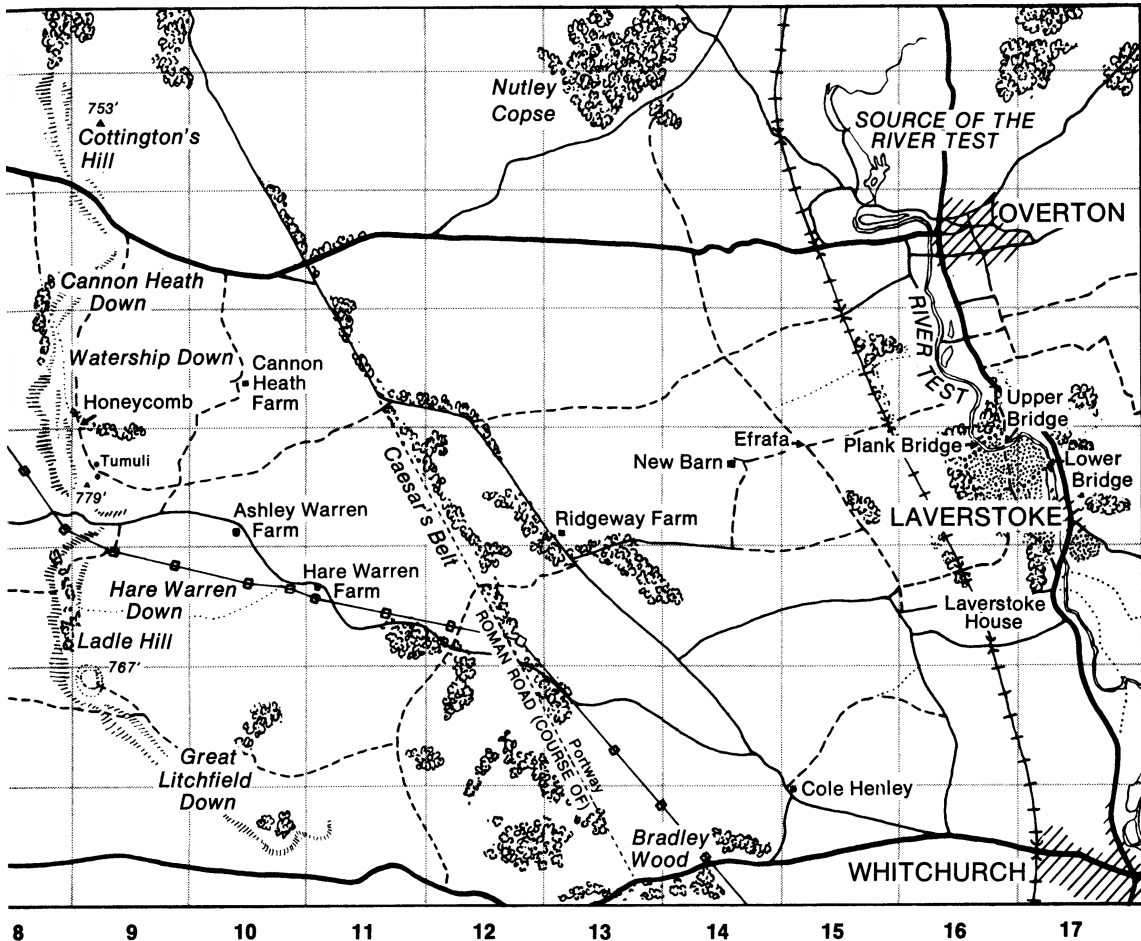 753'
Cottington's
Hill
Nutley
Copse
SOURCE OF THE
RIVER TEST
OVERTON
Cannon Heath
Down
Watership Down
Cannon
Heath
Farm
Honeycomb
Tumuli
779'
RIVER TEST
Upper
Bridge
Efrafa
Plank Bridge
New Barn
Lower
Bridge
Caesar's Belt
Ashley Warren
Farm
Ridgeway Farm
LAVERSTOKE
Hare Warren
Farm
Hare Warren
Down
Laverstoke
House
Ladle Hill
767'
ROMAN ROAD (COURSE OF)
Portway
Great
Litchfield
Down
Cole Henley
Bradley
Wood
WHITCHURCH
8 9 10 11 12 13 14 15 16 17